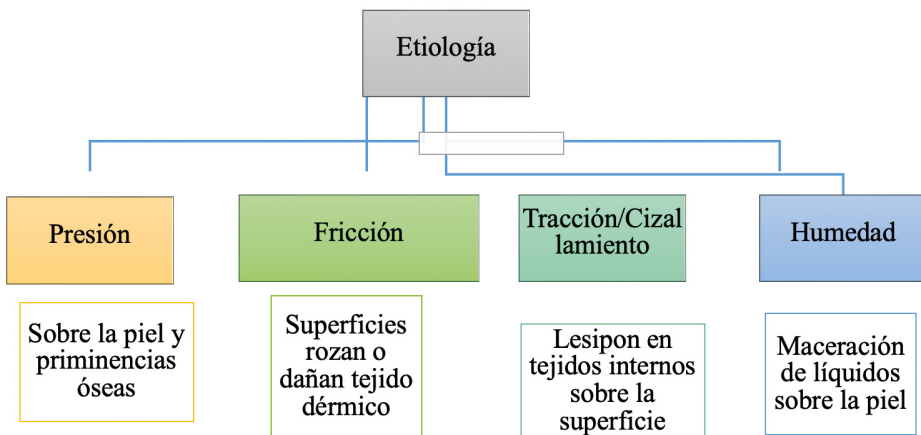 Etiología
Presión
Fricción
Tracción/Cizal
lamiento
Humedad
Sobre la piel y
priminencias
óseas
Superficies
rozan o
dañan tejido
dérmico
Lesipon en
tejidos internos
sobre la
superficie
Maceración
de líquidos
sobre la piel